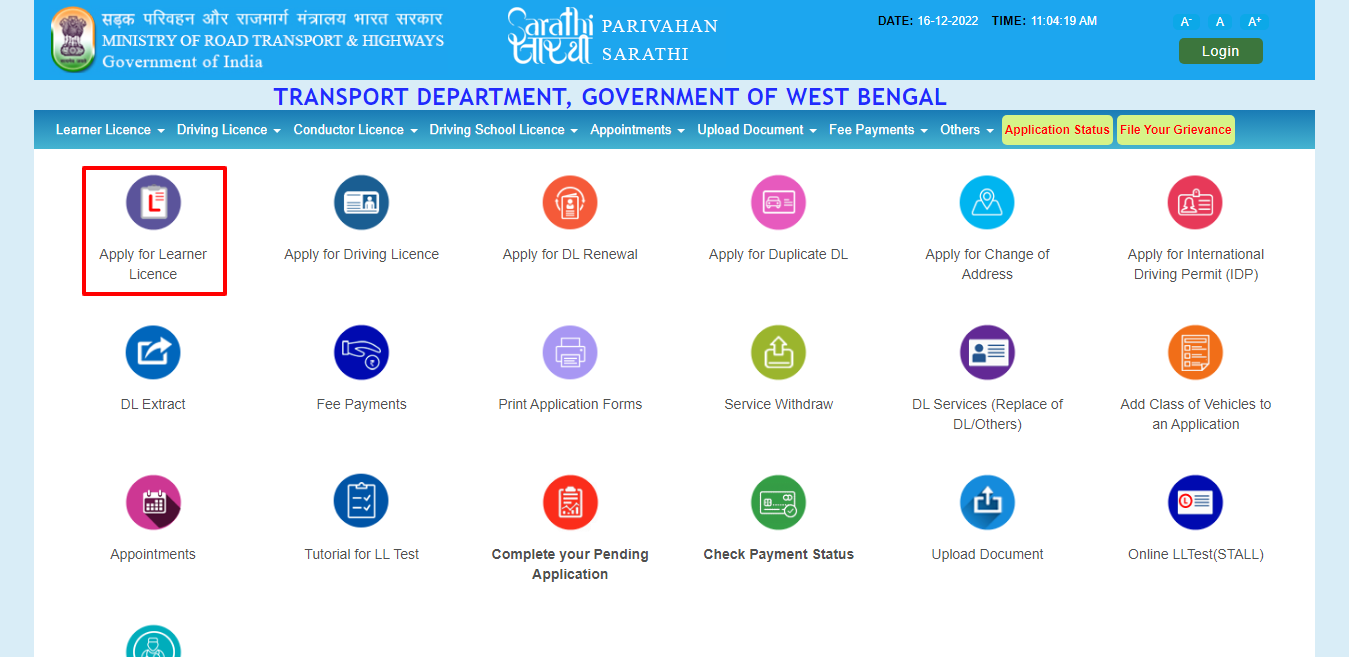 सड़क परिवहन और राजमार्ग मंत्रालय भारत सरकार
MINISTRY OF ROAD TRANSPORT & HIGHWAYS
Government of India
Sarathi
सारथी
PARIVAHAN
SARATHI
DATE: 16-12-2022 TIME: 11:04:19 AM
A- A A+
Login
TRANSPORT DEPARTMENT, GOVERNMENT OF WEST BENGAL
Learner Licence Driving Licence Conductor Licence Driving School Licence Appointments Upload Document Fee Payments Others Application Status File Your Grievance
L
Apply for Learner
Licence
Apply for Driving Licence
Apply for DL Renewal
Apply for Duplicate DL
Apply for Change of
Address
Apply for International
Driving Permit (IDP)
DL Extract
Fee Payments
Print Application Forms
Service Withdraw
DL Services (Replace of
DL/Others)
Add Class of Vehicles to
an Application
Appointments
Tutorial for LL Test
Complete your Pending
Application
Check Payment Status
Upload Document
L
Online LLTest(STALL)